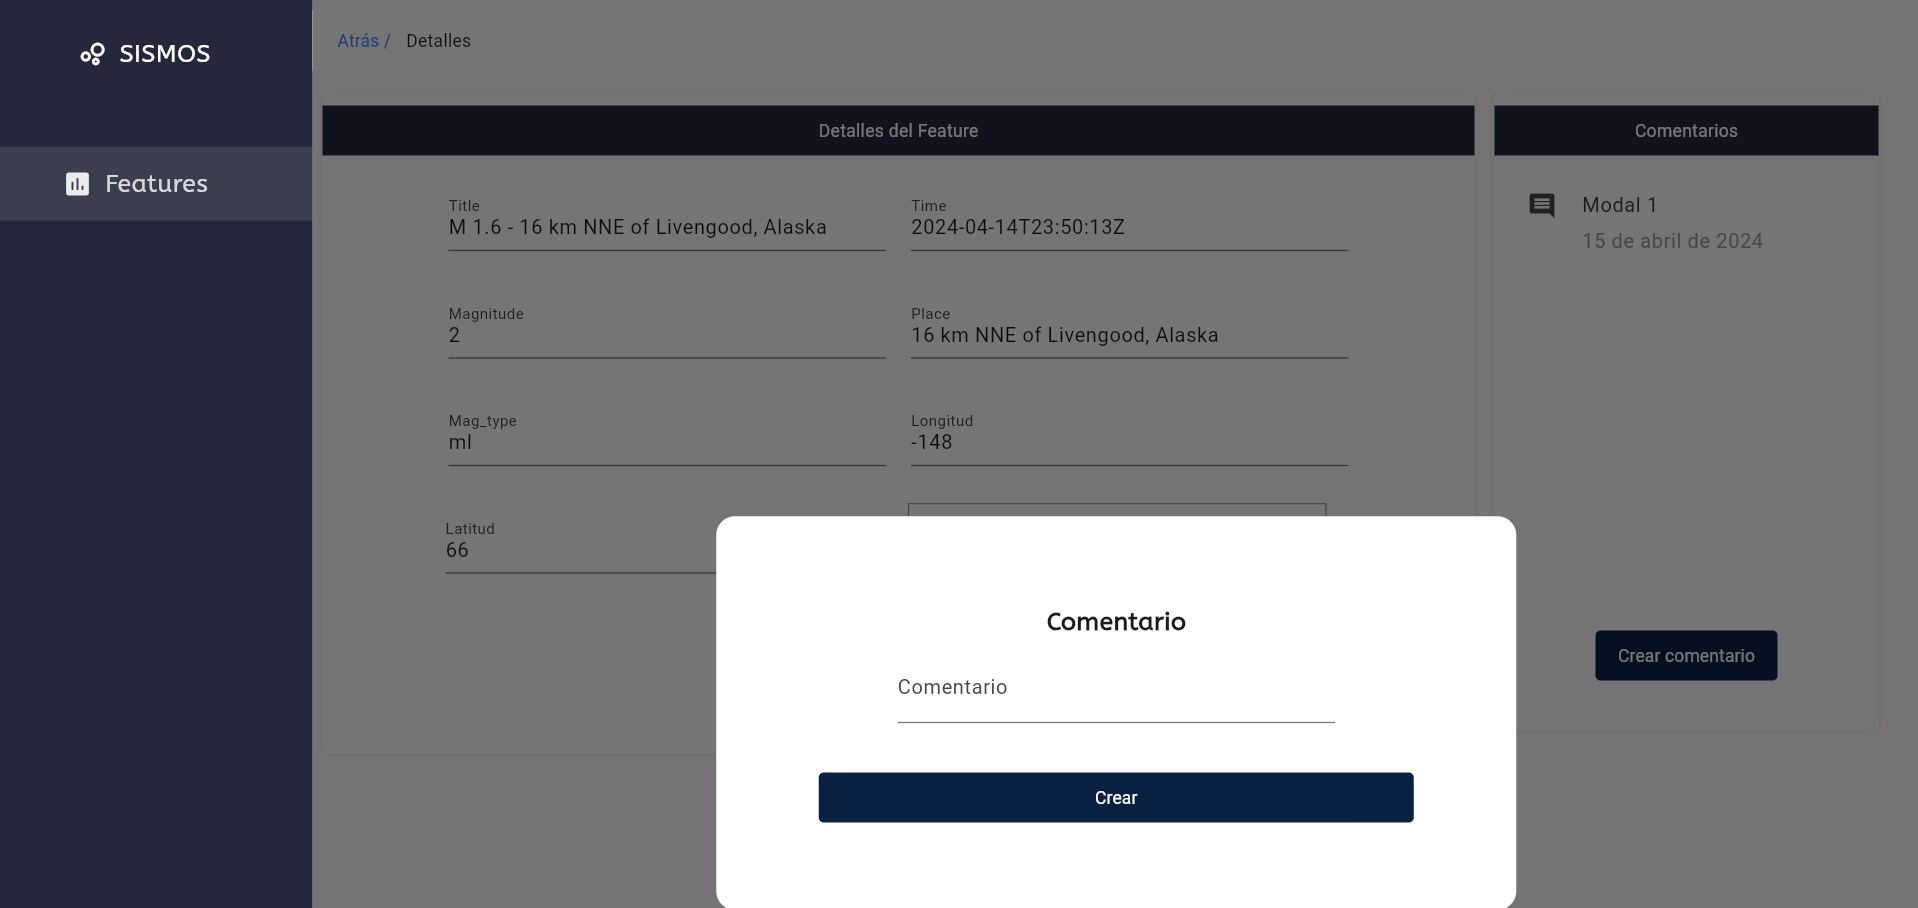 SISMOS
Features
Atrás / Detalles
Detalles del Feature
Title
M 1.6 - 16 km NNE of Livengood, Alaska
Time
2024-04-14T23:50:13Z
Magnitude
2
Place
16 km NNE of Livengood, Alaska
Mag_type
ml
Longitud
-148
Latitud
66
Comentarios
Modal 1
15 de abril de 2024
Crear comentario
Comentario
Comentario
Crear